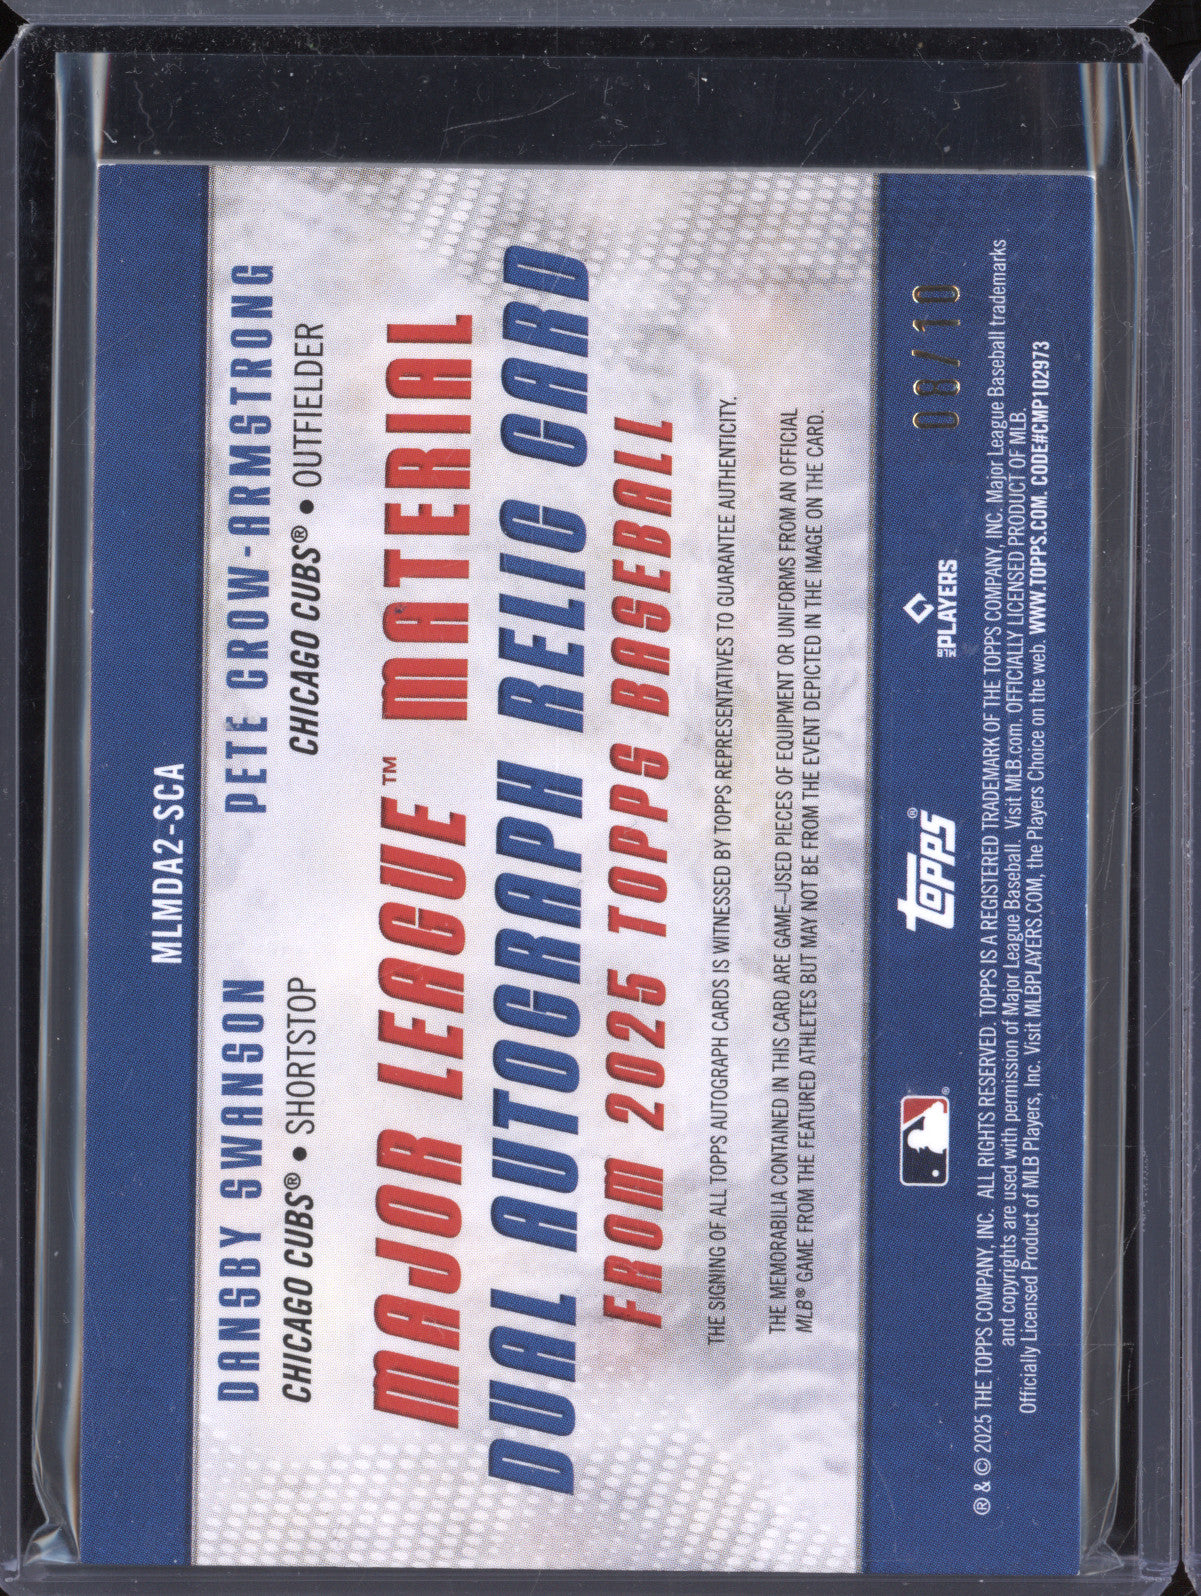 MLMDA2-SCA
DANSBY SWANSON
CHICAGO CUBS® • SHORTSTOP
PETE CROW-ARMSTRONG
CHICAGO CUBS® • OUTFIELDER
MAJOR LEAGUE™ MATERIAL
DUAL AUTOGRAPH RELIC CARD
FROM 2025 TOPPS BASEBALL
THE SIGNING OF ALL TOPPS AUTOGRAPH CARDS IS WITNESSED BY TOPPS REPRESENTATIVES TO GUARANTEE AUTHENTICITY.
THE MEMORABILIA CONTAINED IN THIS CARD ARE GAME-USED PIECES OF EQUIPMENT OR UNIFORMS FROM AN OFFICIAL
MLB® GAME FROM THE FEATURED ATHLETES BUT MAY NOT BE FROM THE EVENT DEPICTED IN THE IMAGE ON THE CARD.
®
Topps®
MLB PLAYERS
08/10
® & © 2025 THE TOPPS COMPANY, INC. ALL RIGHTS RESERVED. TOPPS IS A REGISTERED TRADEMARK OF THE TOPPS COMPANY, INC. Major League Baseball trademarks
and copyrights are used with permission of Major League Baseball. Visit MLB.com. OFFICIALLY LICENSED PRODUCT OF MLB.
Officially Licensed Product of MLB Players, Inc. Visit MLBPLAYERS.COM, the Players Choice on the web. WWW.TOPPS.COM. CODE#CMP102973